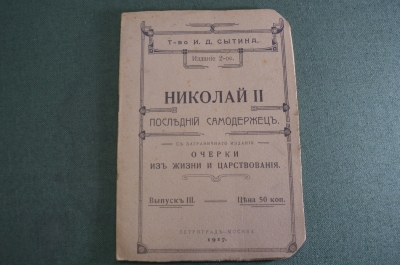 Т-во И. Д. СЫТИНА.
Изданіе 2-ое.
НИКОЛАЙ II
ПОСЛѢДНІЙ САМОДЕРЖЕЦЪ.
СЪ ЗАГРАНИЧНАГО ИЗДАНІЯ
ОЧЕРКИ
ИЗЪ ЖИЗНИ И ЦАРСТВОВАНІЯ.
Выпускъ III. Цѣна 50 коп.
ПЕТРОГРАДЪ—МОСКВА
1917.